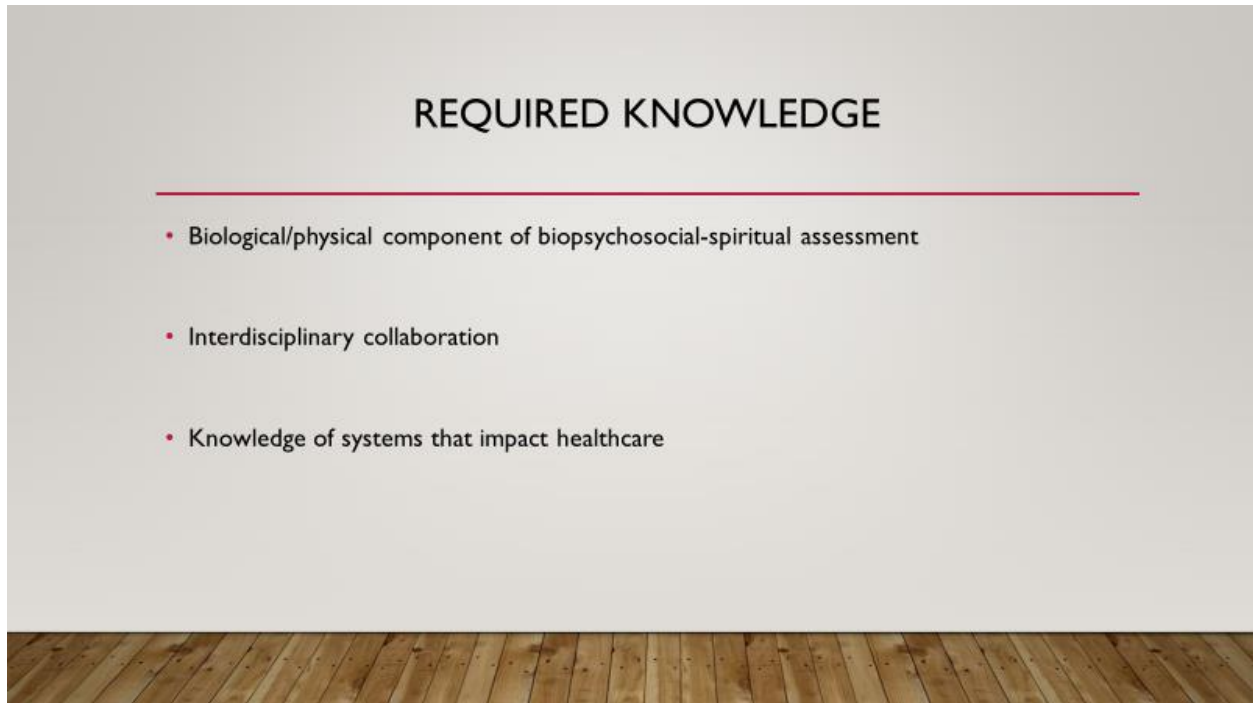 REQUIRED KNOWLEDGE
• Biological/physical component of biopsychosocial-spiritual assessment
• Interdisciplinary collaboration
• Knowledge of systems that impact healthcare